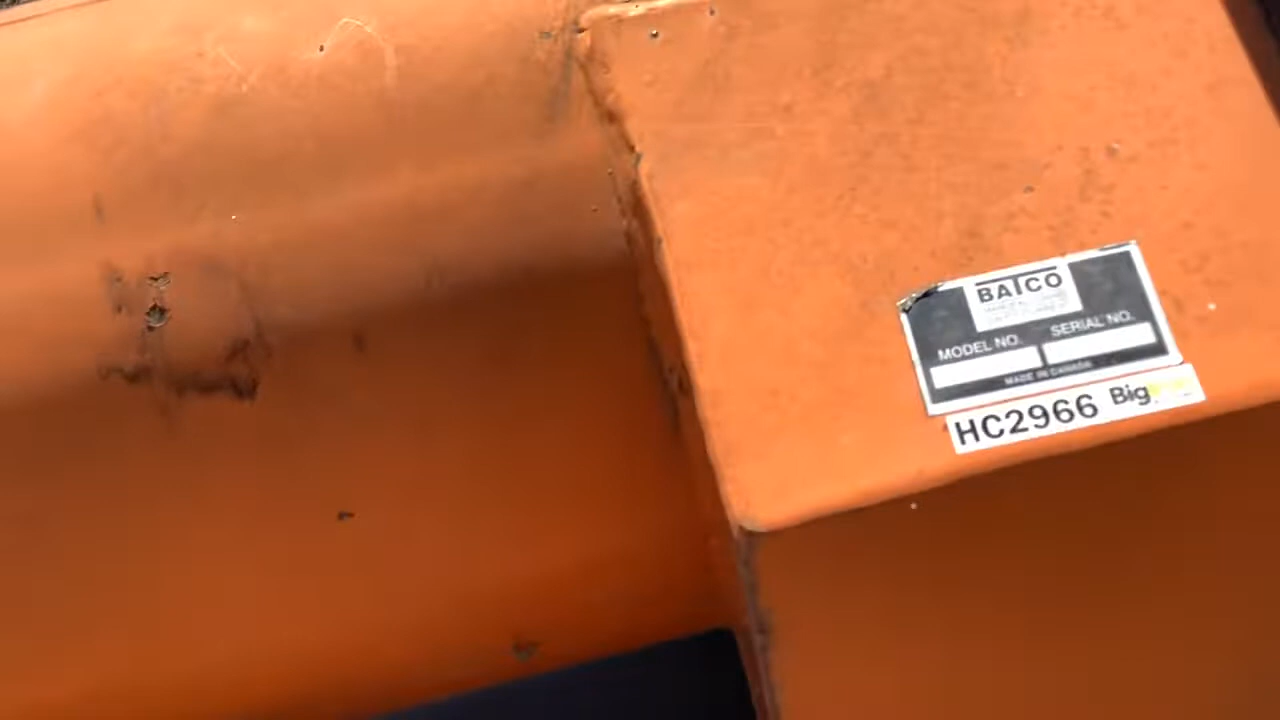 BATCO
MODEL NO.
SERIAL NO.
MADE IN CANADA
HC2966 Big